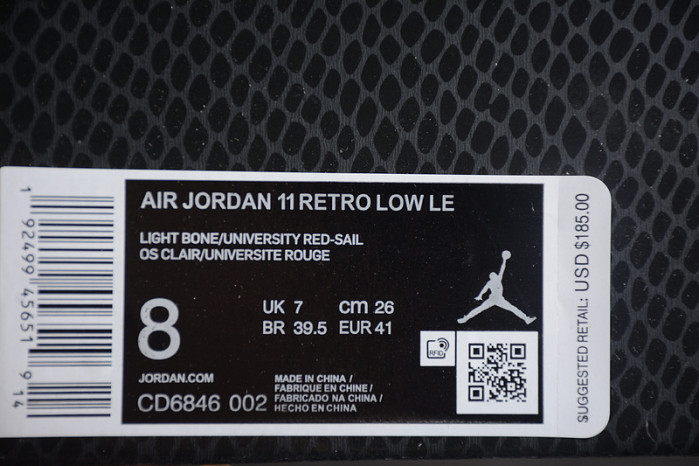 AIR JORDAN 11 RETRO LOW LE
LIGHT BONE/UNIVERSITY RED-SAIL
OS CLAIR/UNIVERSITE ROUGE
8
UK 7 cm 26
BR 39.5 EUR 41
JORDAN.COM
CD6846 002
MADE IN CHINA /
FABRIQUE EN CHINE /
FABRICADO NA CHINA /
HECHO EN CHINA
RFID
SUGGESTED RETAIL: USD $185.00
1 92499 45651 9 14